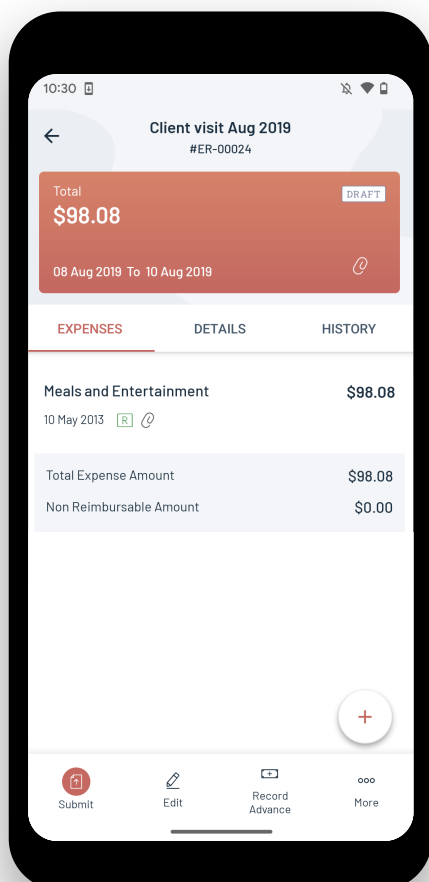 10:30
Client visit Aug 2019
#ER-00024
Total
DRAFT
$98.08
08 Aug 2019 To 10 Aug 2019
EXPENSES DETAILS HISTORY
Meals and Entertainment $98.08
10 May 2013 R
Total Expense Amount $98.08
Non Reimbursable Amount $0.00
+
Submit Edit Record Advance More